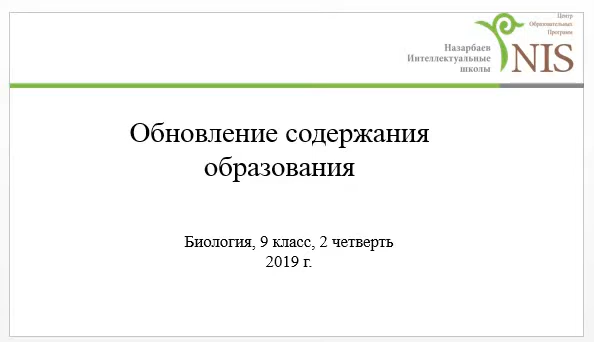 Центр
Образовательных
Программ
Назарбаев
Интеллектуальные
школы
NIS
Обновление содержания
образования
Биология, 9 класс, 2 четверть
2019 г.